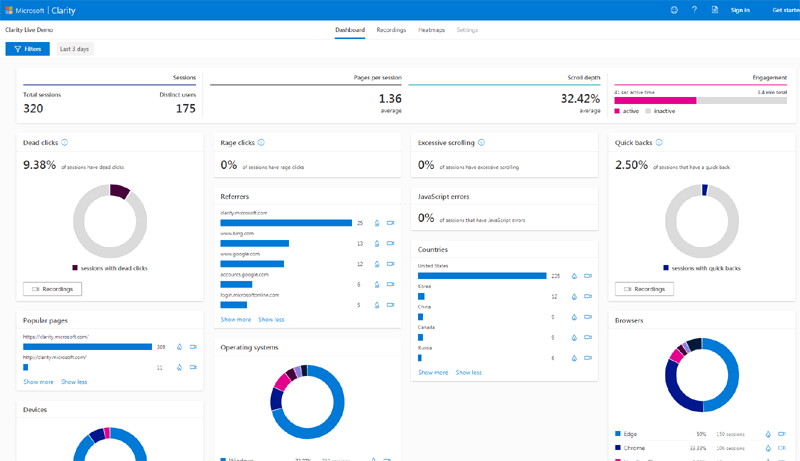 Microsoft | Clarity
Sign in
Get starte
Clarity Live Demo
Dashboard
Recordings
Heatmaps
Settings
Filters
Last 3 days
Sessions
Total sessions
320
Distinct users
175
Pages per session
1.36
average
Scroll depth
32.42%
average
Engagement
41 sec active time
1.4 min total
active
inactive
Dead clicks
9.38% of sessions have dead clicks
sessions with dead clicks
Recordings
Popular pages
https://clarity.microsoft.com/
309
https://clarity.microsoft.com/
11
Show more
Show less
Devices
Rage clicks
0% of sessions have rage clicks
Referrers
clarity.microsoft.com
25
www.bing.com
13
www.google.com
12
accounts.google.com
6
login.microsoftonline.com
5
Show more
Show less
Operating systems
Windows
Excessive scrolling
0% of sessions have excessive scrolling
JavaScript errors
0% of sessions that have JavaScript errors
Countries
United States
235
Korea
12
China
9
Canada
Russia
6
Show more
Show less
Quick backs
2.50% of sessions that have a quick back
sessions with quick backs
Recordings
Browsers
Edge
50%
sessions
Chrome
33.13%
106 sessions